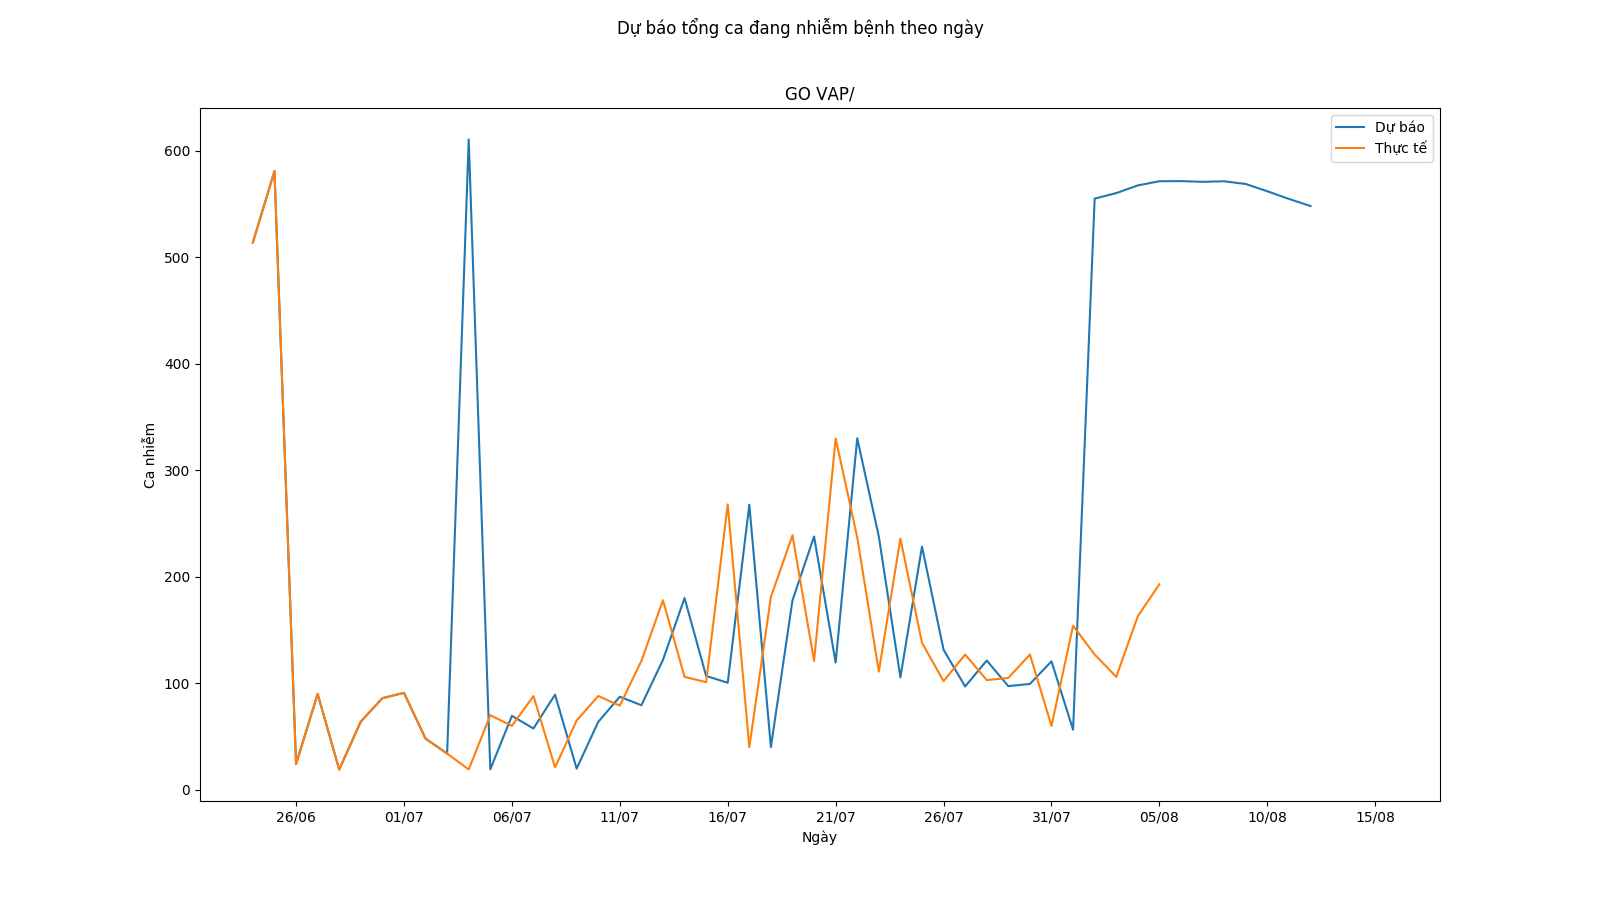 Dự báo tổng ca đang nhiễm bệnh theo ngày
GO VAP/
Dự báo
Thực tế
600
500
400
300
200
100
0
Ca nhiễm
26/06 01/07 06/07 11/07 16/07 21/07 26/07 31/07 05/08 10/08 15/08
Ngày